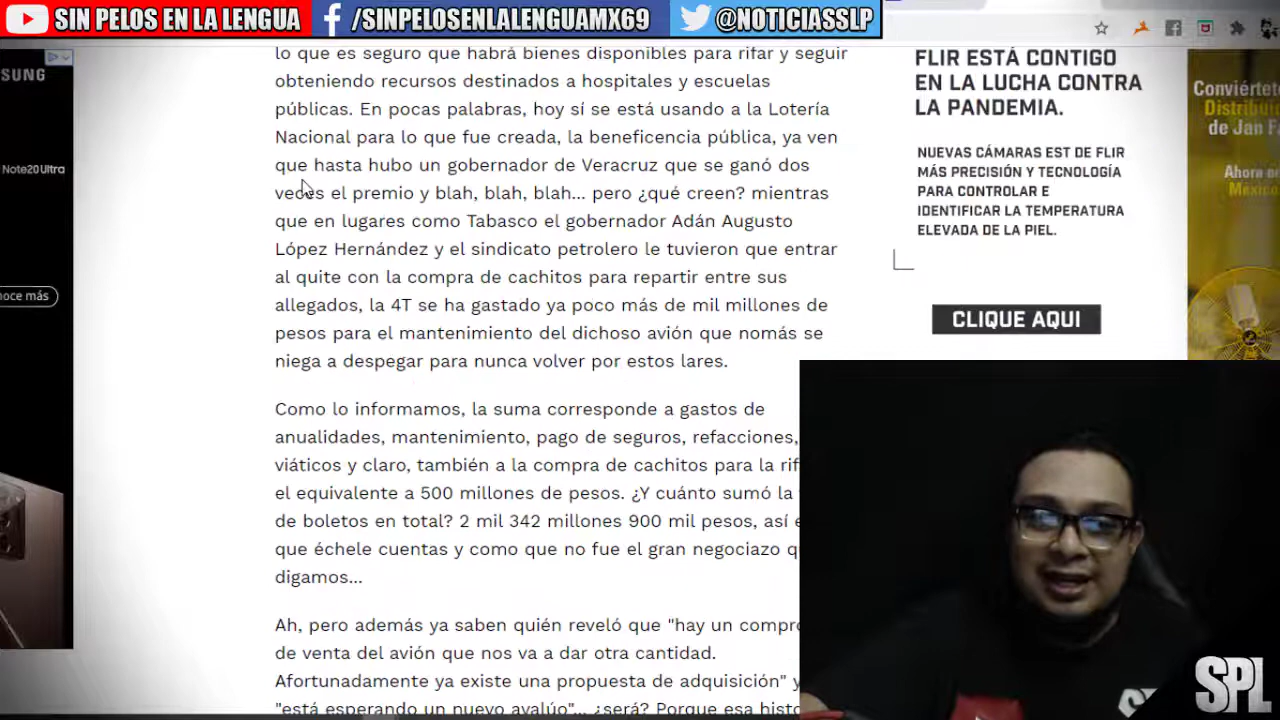 SIN PELOS EN LA LENGUA
/SINPELOSENLALENGUAMX69
@NOTICIASSLP
lo que es seguro que habrá bienes disponibles para rifar y seguir
obteniendo recursos destinados a hospitales y escuelas
públicas. En pocas palabras, hoy sí se está usando a la Lotería
Nacional para lo que fue creada, la beneficencia pública, ya ven
que hasta hubo un gobernador de Veracruz que se ganó dos
veces el premio y blah, blah, blah... pero ¿qué creen? mientras
que en lugares como Tabasco el gobernador Adán Augusto
López Hernández y el sindicato petrolero le tuvieron que entrar
al quite con la compra de cachitos para repartir entre sus
allegados, la 4T se ha gastado ya poco más de mil millones de
pesos para el mantenimiento del dichoso avión que nomás se
niega a despegar para nunca volver por estos lares.
Como lo informamos, la suma corresponde a gastos de
anualidades, mantenimiento, pago de seguros, refacciones,
viáticos y claro, también a la compra de cachitos para la rif
el equivalente a 500 millones de pesos. ¿Y cuánto sumó la
de boletos en total? 2 mil 342 millones 900 mil pesos, así e
que échele cuentas y como que no fue el gran negociazo q
digamos...
Ah, pero además ya saben quién reveló que "hay un compr
de venta del avión que nos va a dar otra cantidad.
Afortunadamente ya existe una propuesta de adquisición" y
"está esperando un nuevo avalúo"... ¿será? Porque esa histo
SUNG
Note20 Ultra
noce más
FLIR ESTÁ CONTIGO
EN LA LUCHA CONTRA
LA PANDEMIA.
NUEVAS CÁMARAS EST DE FLIR
MÁS PRECISIÓN Y TECNOLOGÍA
PARA CONTROLAR E
IDENTIFICAR LA TEMPERATURA
ELEVADA DE LA PIEL.
CLIQUE AQUI
Conviértete
Distribui
de Jan Fa
Ahora e
México
SPL